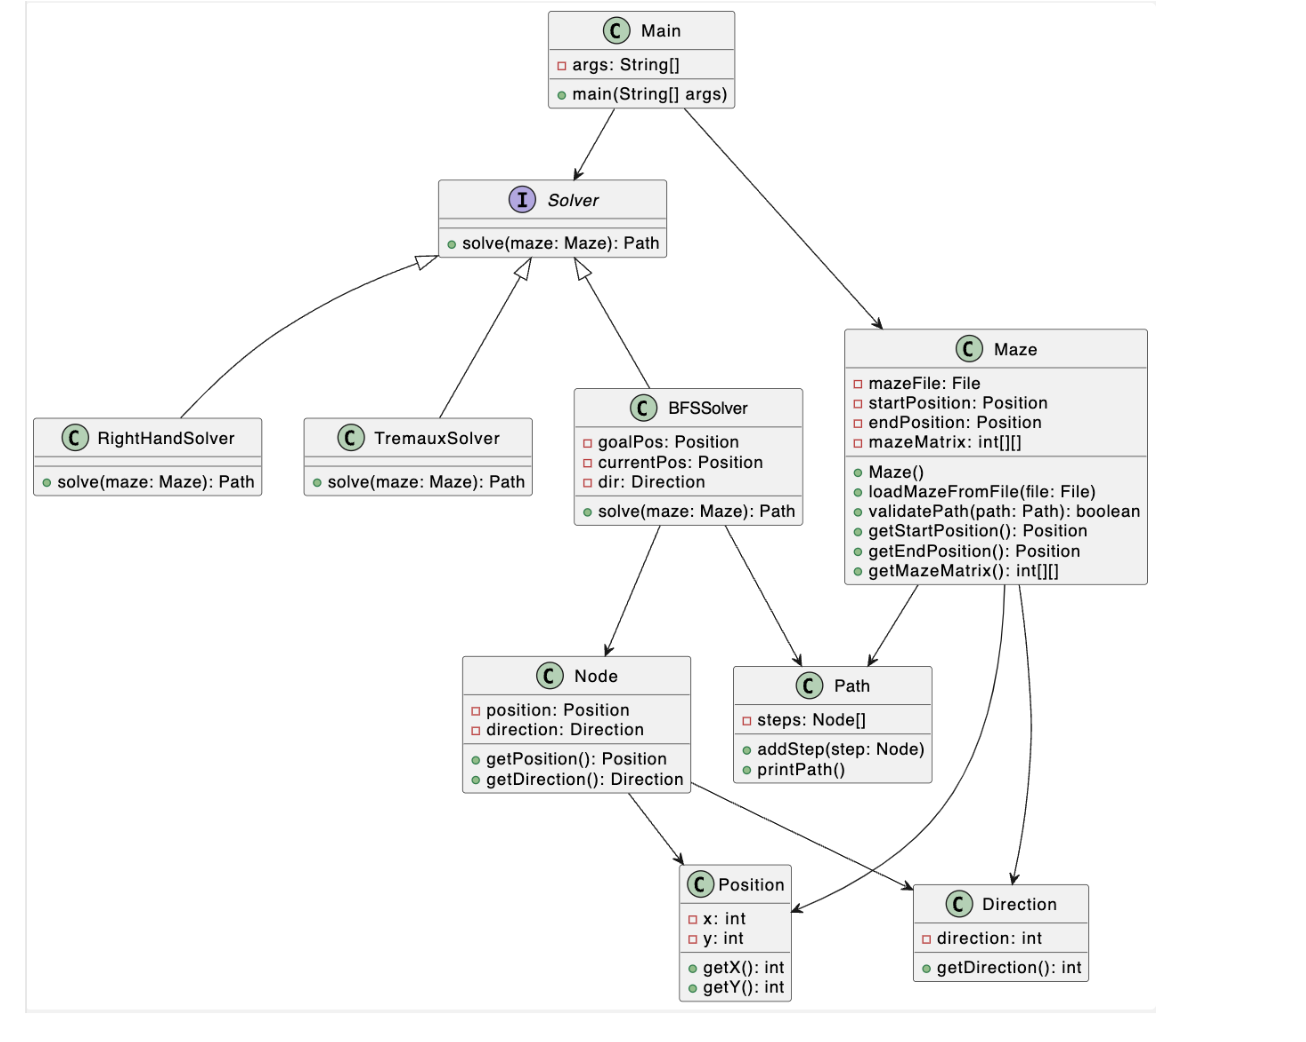 C Main
args: String[]
main(String[] args)
I Solver
solve(maze: Maze): Path
C RightHandSolver
solve(maze: Maze): Path
C TremauxSolver
solve(maze: Maze): Path
C BFSSolver
goalPos: Position
currentPos: Position
dir: Direction
solve(maze: Maze): Path
C Maze
mazeFile: File
startPosition: Position
endPosition: Position
mazeMatrix: int[][]
Maze()
loadMazeFromFile(file: File)
validatePath(path: Path): boolean
getStartPosition(): Position
getEndPosition(): Position
getMazeMatrix(): int[][]
C Node
position: Position
direction: Direction
getPosition(): Position
getDirection(): Direction
C Path
steps: Node[]
addStep(step: Node)
printPath()
C Position
x: int
y: int
getX(): int
getY(): int
C Direction
direction: int
getDirection(): int